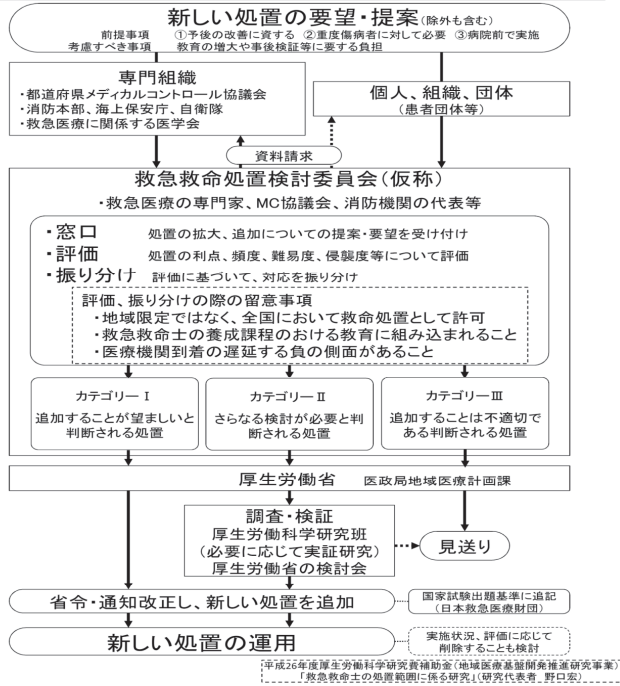 新しい処置の要望・提案(除外も含む)
前提事項　①予後の改善に資する ②重度傷病者に対して必要 ③病院前で実施
考慮すべき事項　教育の増大や事後検証等に要する負担
専門組織
・都道府県メディカルコントロール協議会
・消防本部、海上保安庁、自衛隊
・救急医療に関係する医学会
個人、組織、団体
(患者団体等)
資料請求
救急救命処置検討委員会(仮称)
・救急医療の専門家、MC協議会、消防機関の代表等
・窓口　処置の拡大、追加についての提案・要望を受け付け
・評価　処置の利点、頻度、難易度、侵襲度等について評価
・振り分け　評価に基づいて、対応を振り分け
評価、振り分けの際の留意事項
・地域限定ではなく、全国において救命処置として許可
・救急救命士の養成課程のおける教育に組み込まれること
・医療機関到着の遅延する負の側面があること
カテゴリーⅠ
追加することが望ましいと
判断される処置
カテゴリーⅡ
さらなる検討が必要と判
断される処置
カテゴリーⅢ
追加することは不適切で
ある判断される処置
厚生労働省　医政局地域医療計画課
調査・検証
厚生労働科学研究班
(必要に応じて実証研究)
厚生労働省の検討会
見送り
省令・通知改正し、新しい処置を追加
国家試験出題基準に追記
(日本救急医療財団)
新しい処置の運用
実施状況、評価に応じて
削除することも検討
平成26年度厚生労働科学研究費補助金(地域医療基盤開発推進研究事業)
「救急救命士の処置範囲に係る研究」(研究代表者　野口宏)